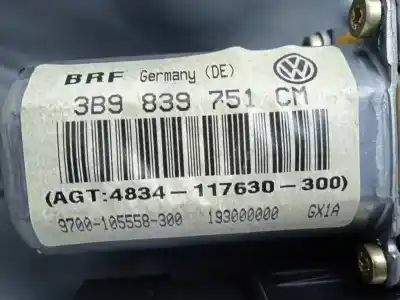 BRF Germany (DE)
3B9 839 751 CM
(AGT:4834-117630-300)
9700-105558-300 193000000 GX1A